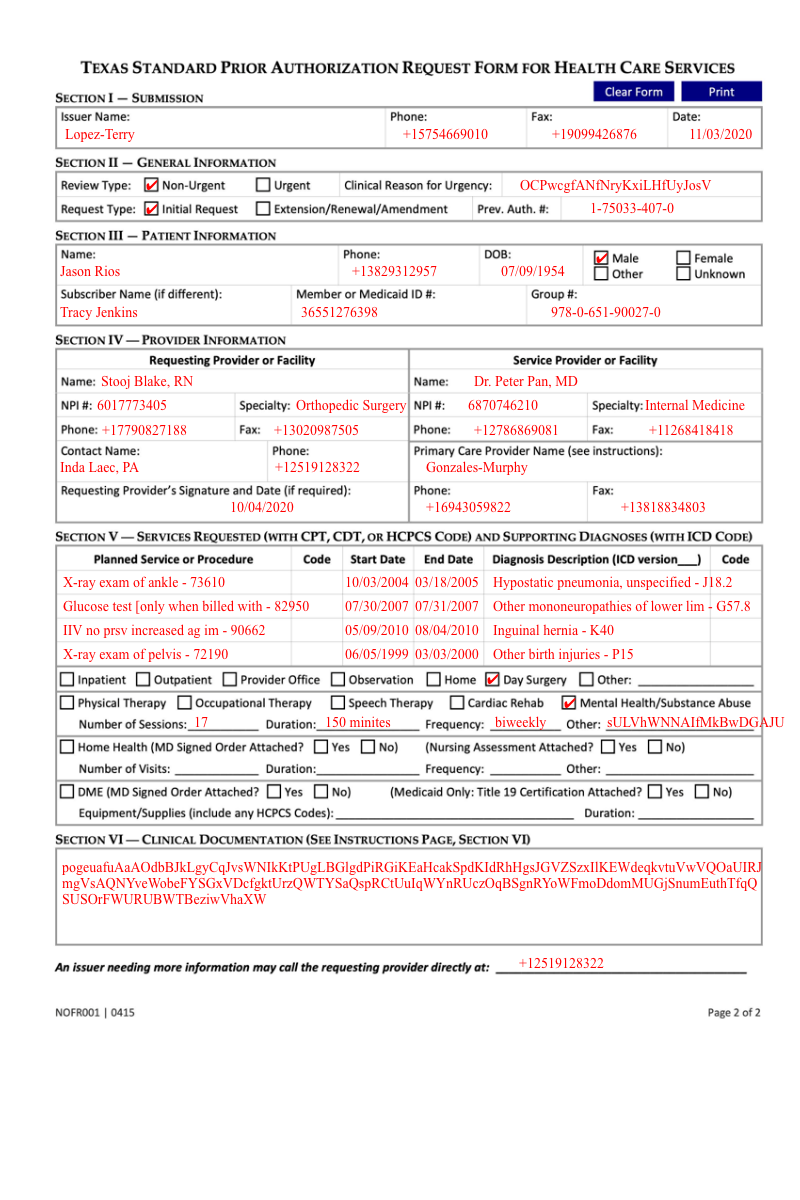 TEXAS STANDARD PRIOR AUTHORIZATION REQUEST FORM FOR HEALTH CARE SERVICES
SECTION I — SUBMISSION
Clear Form Print
Issuer Name: Phone: Fax: Date:
Lopez-Terry +15754669010 +19099426876 11/03/2020
SECTION II — GENERAL INFORMATION
Review Type: Non-Urgent Urgent Clinical Reason for Urgency: OCPwcgfANfNryKxiLHfUyJosV
Request Type: Initial Request Extension/Renewal/Amendment Prev. Auth. #: 1-75033-407-0
SECTION III — PATIENT INFORMATION
Name: Phone: DOB: Male Female
Jason Rios +13829312957 07/09/1954 Other Unknown
Subscriber Name (if different): Member or Medicaid ID #: Group #:
Tracy Jenkins 36551276398 978-0-651-90027-0
SECTION IV — PROVIDER INFORMATION
Requesting Provider or Facility Service Provider or Facility
Name: Stooj Blake, RN Name: Dr. Peter Pan, MD
NPI #: 6017773405 Specialty: Orthopedic Surgery NPI #: 6870746210 Specialty: Internal Medicine
Phone: +17790827188 Fax: +13020987505 Phone: +12786869081 Fax: +11268418418
Contact Name: Phone: Primary Care Provider Name (see instructions):
Inda Laec, PA +12519128322 Gonzales-Murphy
Requesting Provider's Signature and Date (if required): Phone: Fax:
10/04/2020 +16943059822 +13818834803
SECTION V — SERVICES REQUESTED (WITH CPT, CDT, OR HCPCS CODE) AND SUPPORTING DIAGNOSES (WITH ICD CODE)
Planned Service or Procedure Code Start Date End Date Diagnosis Description (ICD version___) Code
X-ray exam of ankle - 73610 10/03/2004 03/18/2005 Hypostatic pneumonia, unspecified - J18.2
Glucose test [only when billed with - 82950 07/30/2007 07/31/2007 Other mononeuropathies of lower lim - G57.8
IIV no prsv increased ag im - 90662 05/09/2010 08/04/2010 Inguinal hernia - K40
X-ray exam of pelvis - 72190 06/05/1999 03/03/2000 Other birth injuries - P15
Inpatient Outpatient Provider Office Observation Home Day Surgery Other:
Physical Therapy Occupational Therapy Speech Therapy Cardiac Rehab Mental Health/Substance Abuse
Number of Sessions: 17 Duration: 150 minites Frequency: biweekly Other: sULVhWNNAIfMkBwDGAJU
Home Health (MD Signed Order Attached? Yes No) (Nursing Assessment Attached? Yes No)
Number of Visits: Duration: Frequency: Other:
DME (MD Signed Order Attached? Yes No) (Medicaid Only: Title 19 Certification Attached? Yes No)
Equipment/Supplies (include any HCPCS Codes): Duration:
SECTION VI — CLINICAL DOCUMENTATION (SEE INSTRUCTIONS PAGE, SECTION VI)
pogeuafuAaAOdbBJkLgyCqJvsWNIkKtPUgLBGlgdPiRGiKEaHcakSpdKIdRhHgsJGVZSzxIlKEWdeqkvtuVwVQOaUIRJ
mgVsAQNYveWobeFYSGxVDcfgktUrzQWTYSaQspRCtUuIqWYnRUczOqBSgnRYoWFmoDdomMUGjSnumEuthTfqQ
SUSOrFWURUBWTBeziwVhaXW
An issuer needing more information may call the requesting provider directly at: +12519128322
NOFR001 | 0415 Page 2 of 2